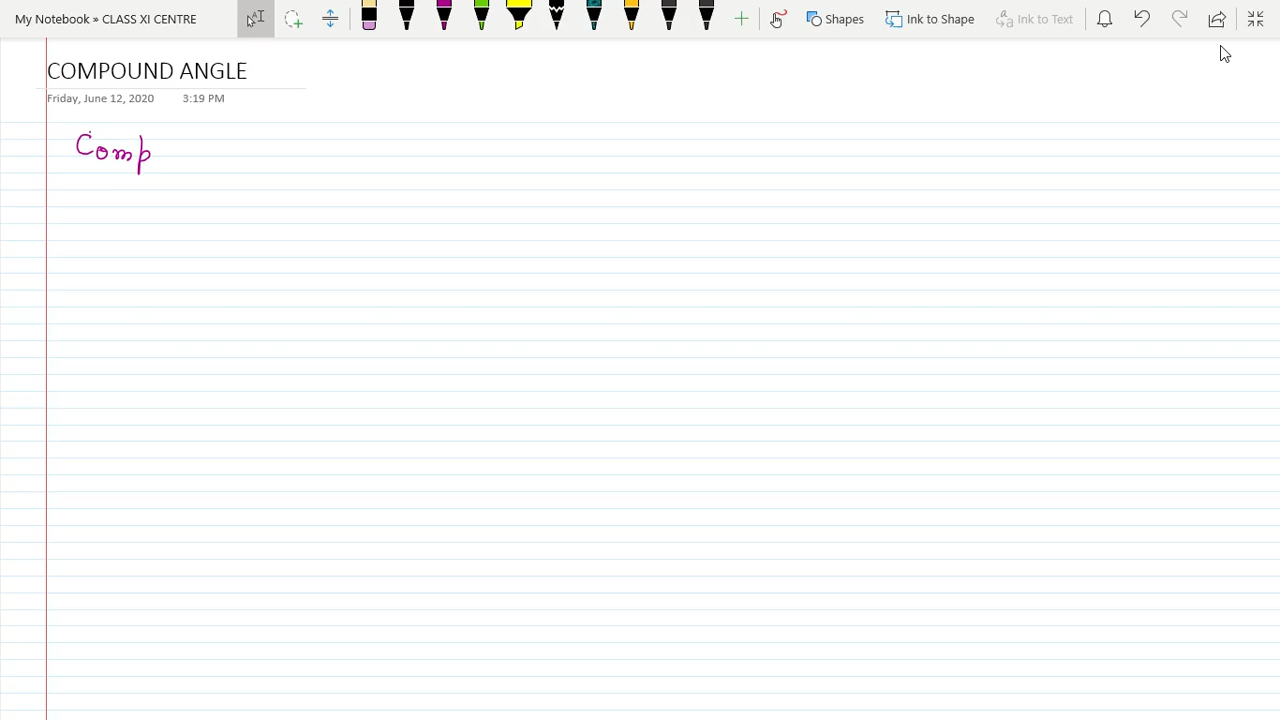 My Notebook » CLASS XI CENTRE
Shapes
Ink to Shape
Ink to Text
COMPOUND ANGLE
Friday, June 12, 2020 3:19 PM
Comp